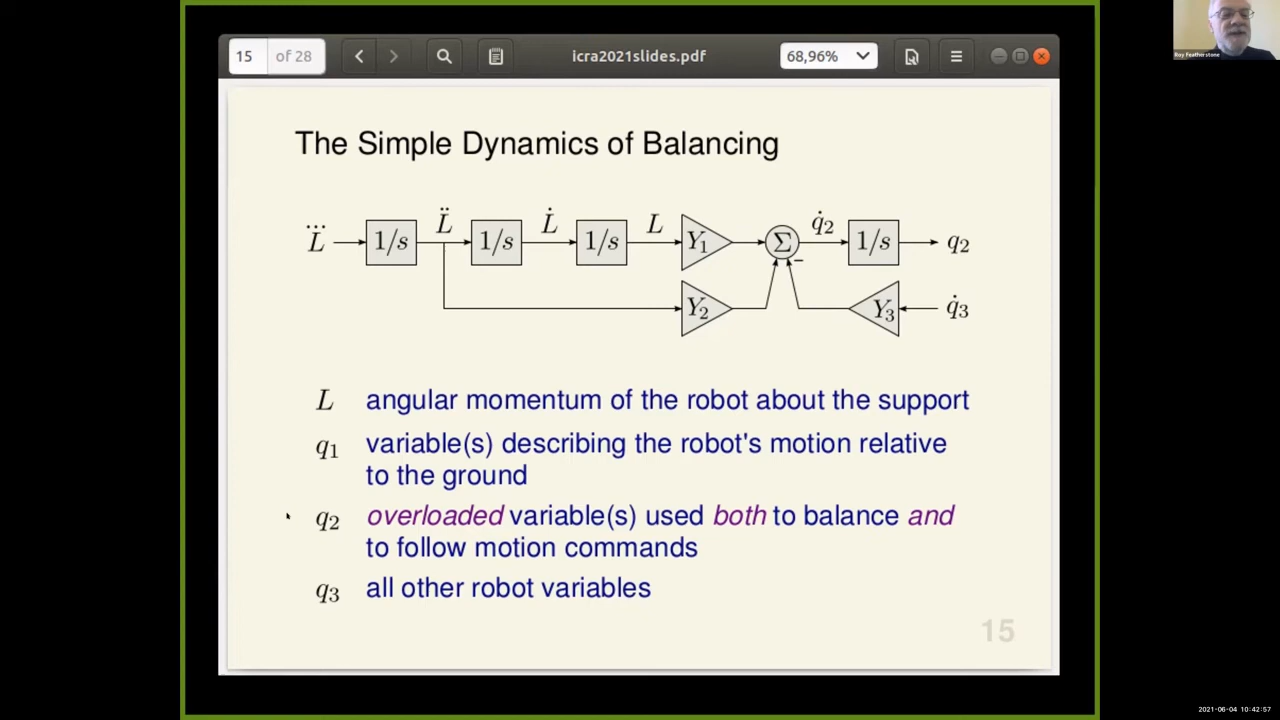 15 of 28
icra2021slides.pdf
68,96%
Roy Featherstone
The Simple Dynamics of Balancing
L⃛ 1/s L̈ 1/s L̇ 1/s L Y₁ Σ q̇₂ 1/s q₂
Y₂ − Y₃ q̇₃
L angular momentum of the robot about the support
q₁ variable(s) describing the robot's motion relative
to the ground
q₂ overloaded variable(s) used both to balance and
to follow motion commands
q₃ all other robot variables
15
2021-06-04 10:42:57